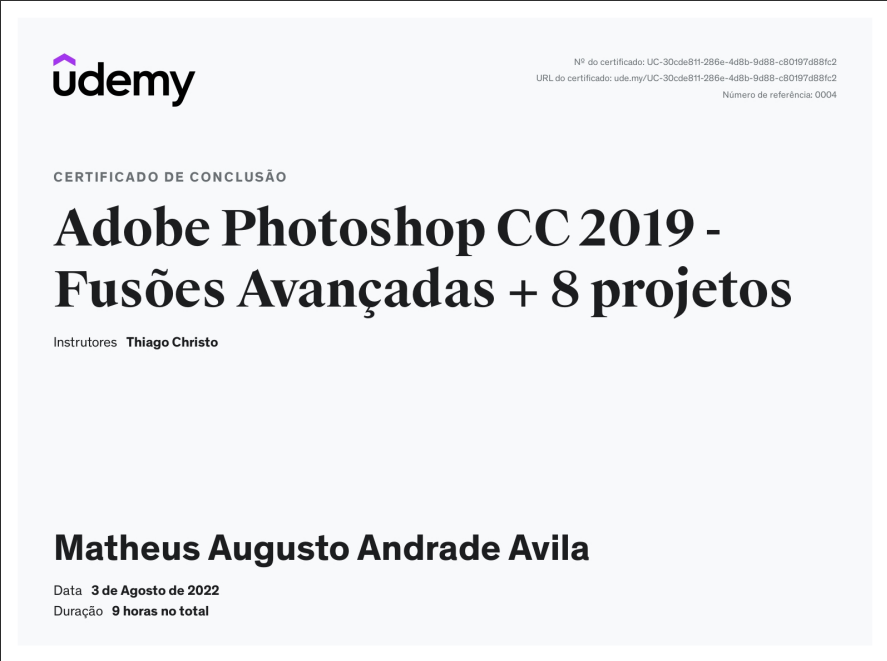 udemy
Nº do certificado: UC-30cde811-286e-4d8b-9d88-c80197d88fc2
URL do certificado: ude.my/UC-30cde811-286e-4d8b-9d88-c80197d88fc2
Número de referência: 0004
CERTIFICADO DE CONCLUSÃO
Adobe Photoshop CC 2019 -
Fusões Avançadas + 8 projetos
Instrutores Thiago Christo
Matheus Augusto Andrade Avila
Data 3 de Agosto de 2022
Duração 9 horas no total